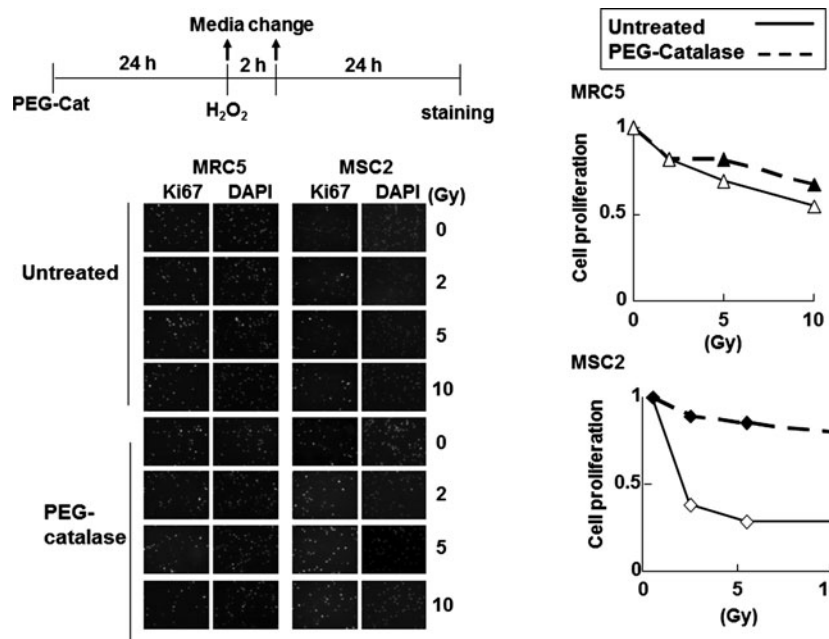 Media change
24 h
2 h
24 h
PEG-Cat
H₂O₂
staining
MRC5
MSC2
Ki67 DAPI Ki67 DAPI (Gy)
Untreated
0
2
5
10
PEG-
catalase
0
2
5
10
Untreated
PEG-Catalase
MRC5
Cell proliferation
1
0.5
0
0 5 10
(Gy)
MSC2
Cell proliferation
1
0.5
0
0 5 1
(Gy)